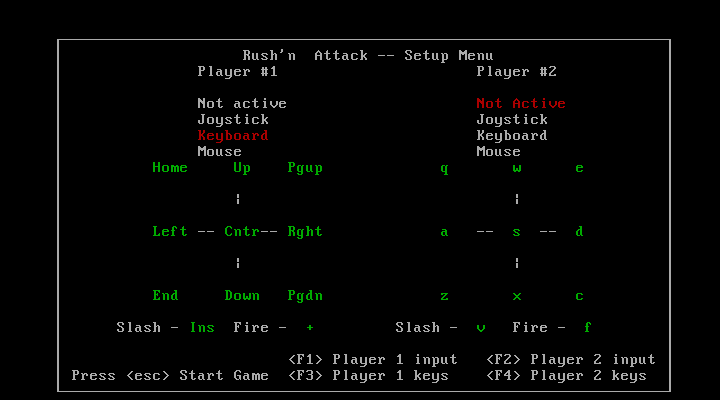 Rush'n  Attack -- Setup Menu
Player #1 Player #2
Not active Not Active
Joystick Joystick
Keyboard Keyboard
Mouse Mouse
Home Up Pgup q w e
¦ ¦
Left -- Cntr-- Rght a -- s -- d
¦ ¦
End Down Pgdn z x c
Slash - Ins Fire - + Slash - v Fire - f
<F1> Player 1 input <F2> Player 2 input
Press <esc> Start Game <F3> Player 1 keys <F4> Player 2 keys